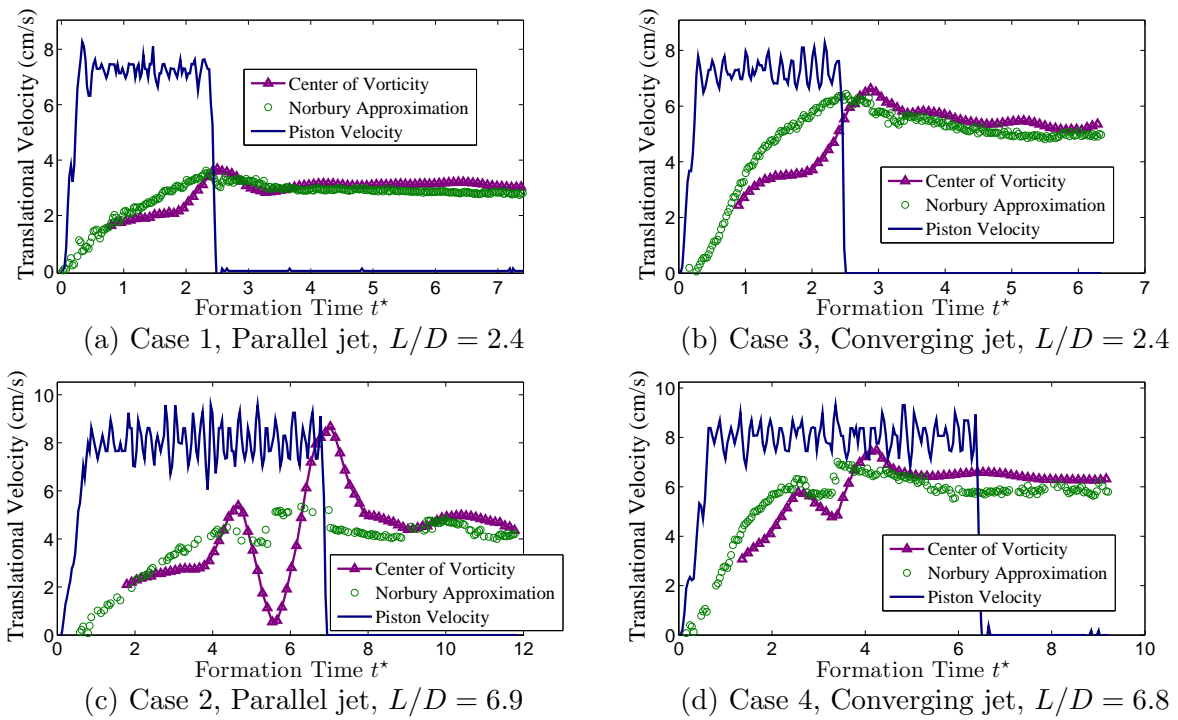 Translational Velocity (cm/s)
8
6
4
2
0
0 1 2 3 4 5 6 7
Center of Vorticity
Norbury Approximation
Piston Velocity
Formation Time t⋆
(a) Case 1, Parallel jet, L/D = 2.4
Translational Velocity (cm/s)
8
6
4
2
0
0 1 2 3 4 5 6 7
Center of Vorticity
Norbury Approximation
Piston Velocity
Formation Time t⋆
(b) Case 3, Converging jet, L/D = 2.4
Translational Velocity (cm/s)
10
8
6
4
2
0
0 2 4 6 8 10 12
Center of Vorticity
Norbury Approximation
Piston Velocity
Formation Time t⋆
(c) Case 2, Parallel jet, L/D = 6.9
Translational Velocity (cm/s)
10
8
6
4
2
0
0 2 4 6 8 10
Center of Vorticity
Norbury Approximation
Piston Velocity
Formation Time t⋆
(d) Case 4, Converging jet, L/D = 6.8